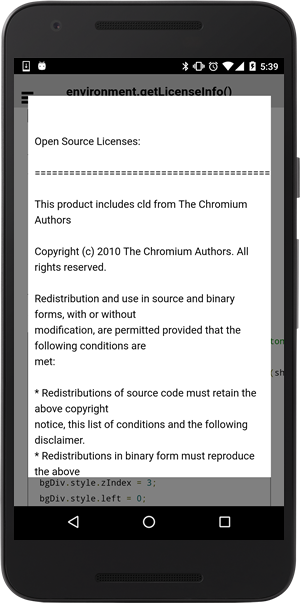 5:39
environment.getLicenseInfo()
Open Source Licenses:
========================================
This product includes cld from The Chromium
Authors
Copyright (c) 2010 The Chromium Authors. All
rights reserved.
Redistribution and use in source and binary
forms, with or without
modification, are permitted provided that the
following conditions are
met:
* Redistributions of source code must retain the
above copyright
notice, this list of conditions and the following
disclaimer.
* Redistributions in binary form must reproduce
the above
bgDiv.style.zIndex = 3;
bgDiv.style.left = 0;